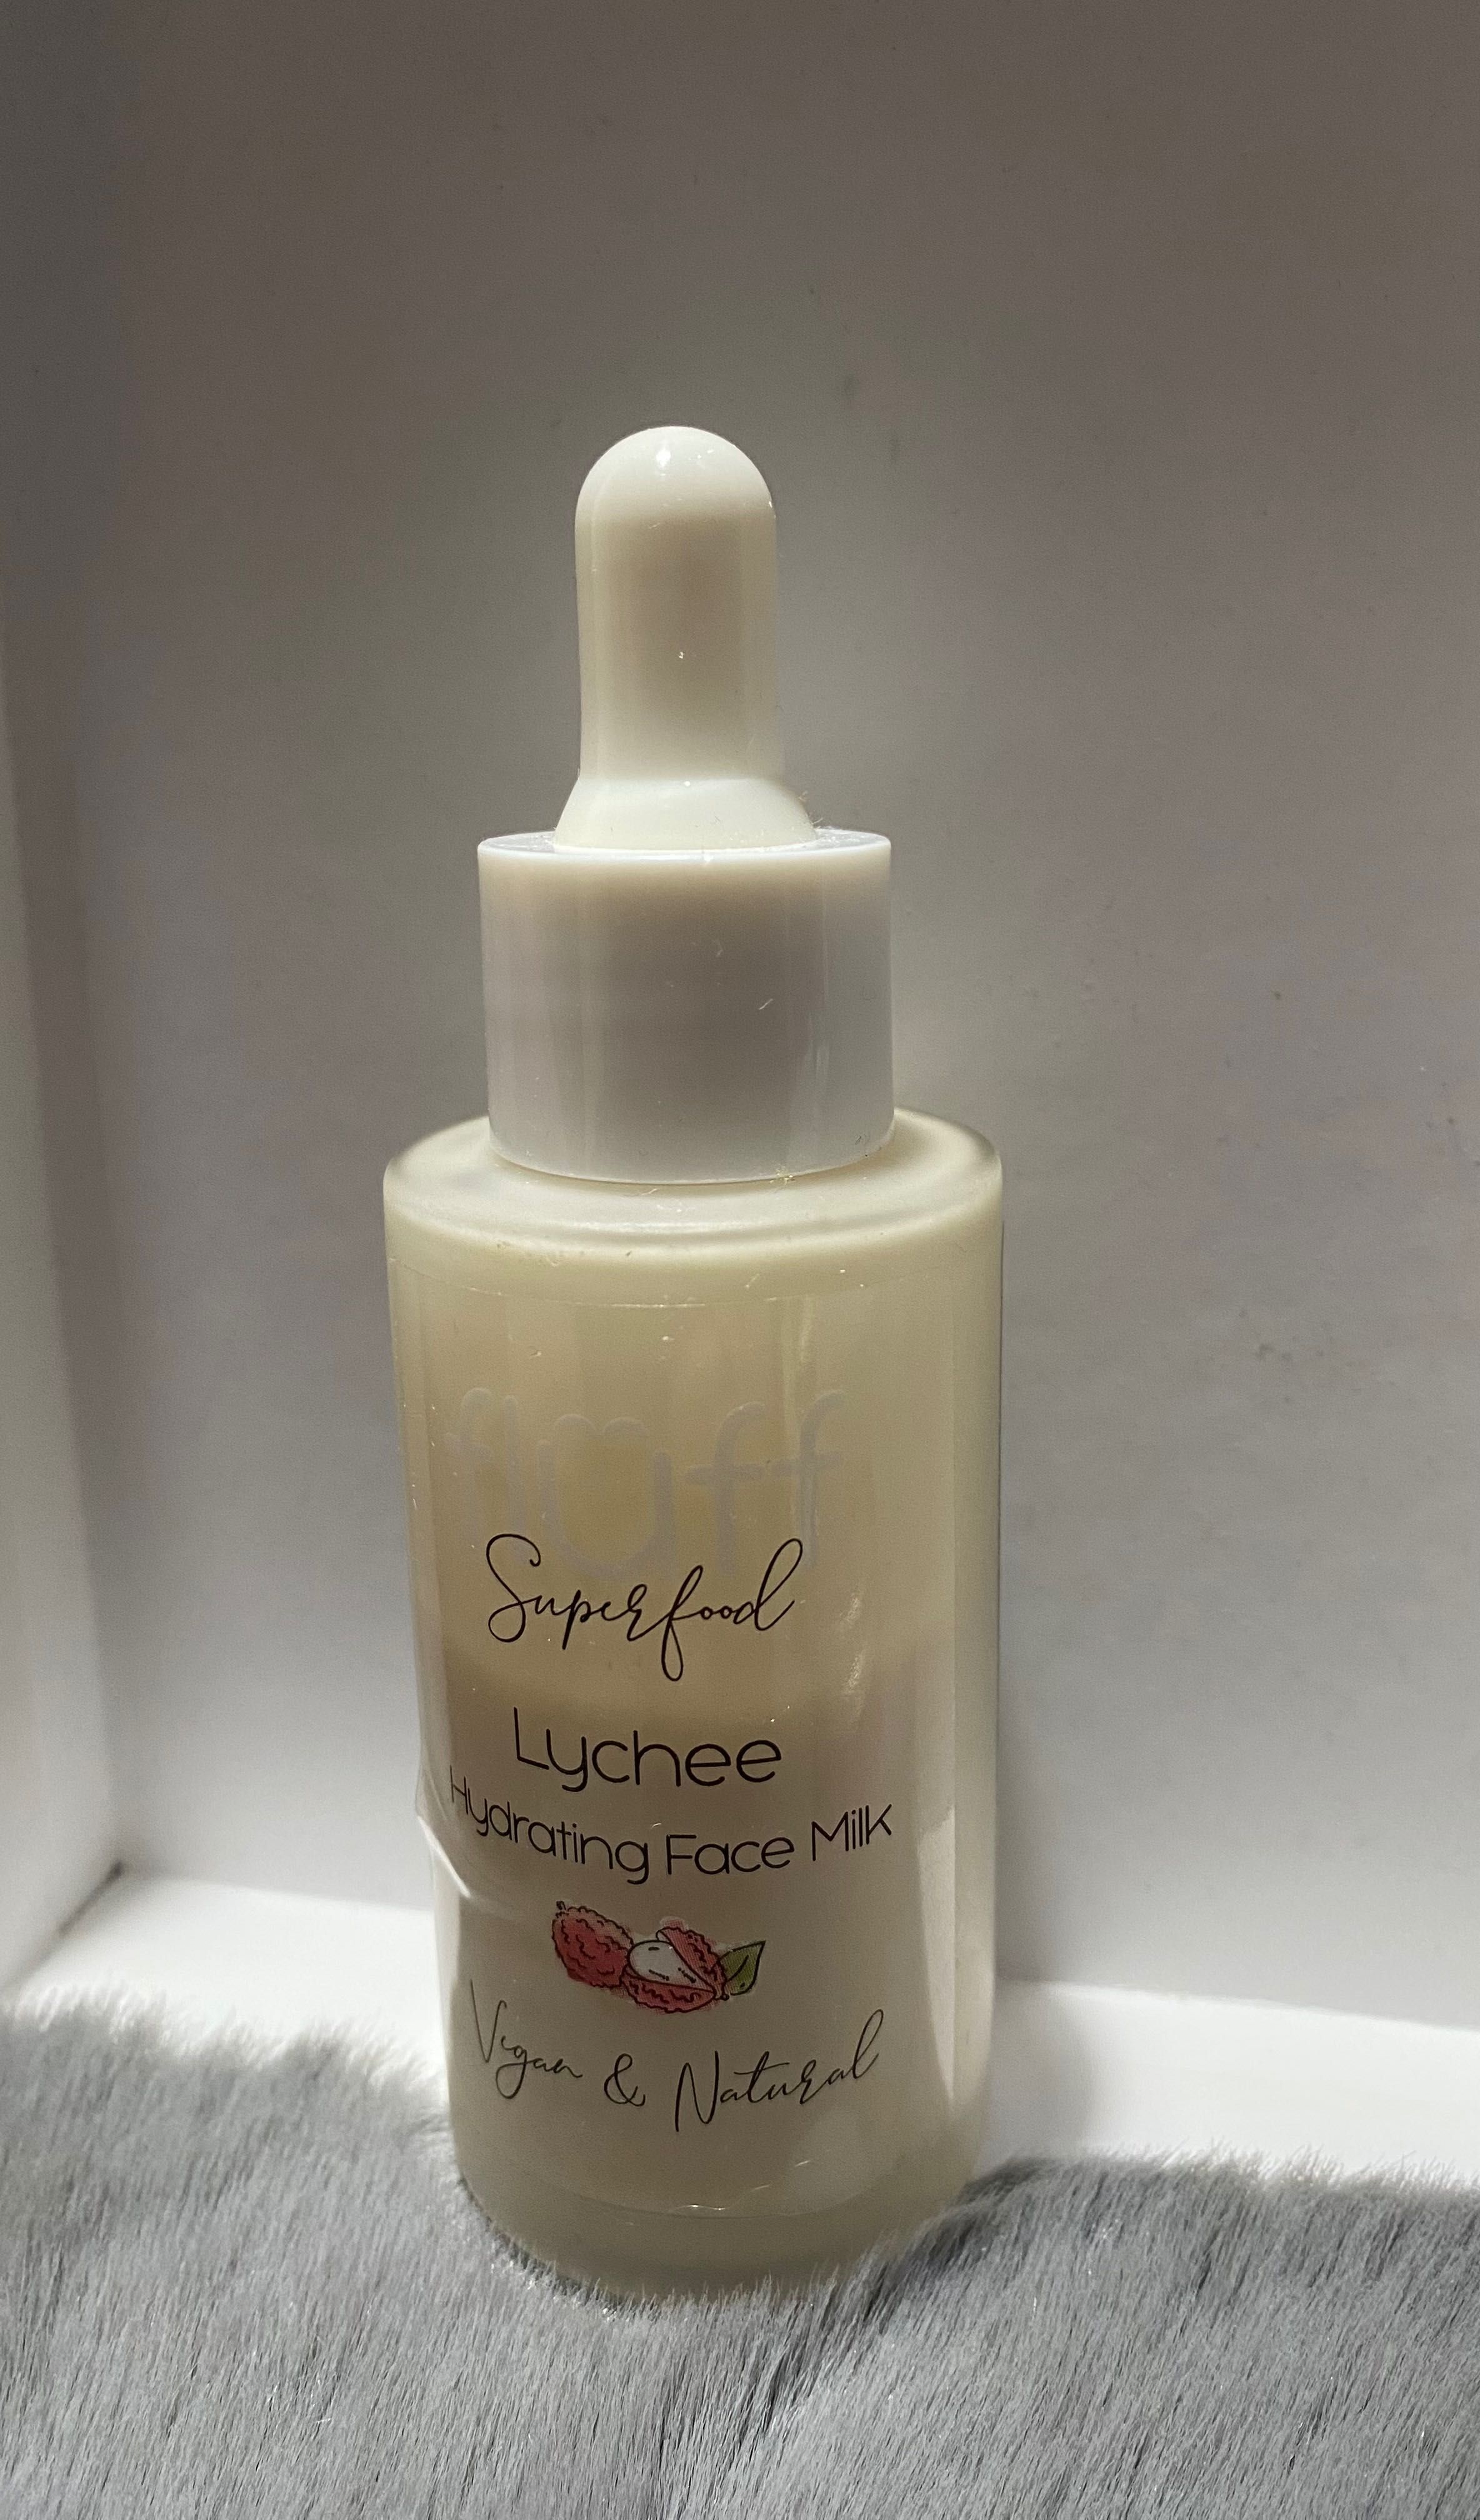 fluff
Superfood
Lychee
Hydrating Face Milk
Vegan & Natural